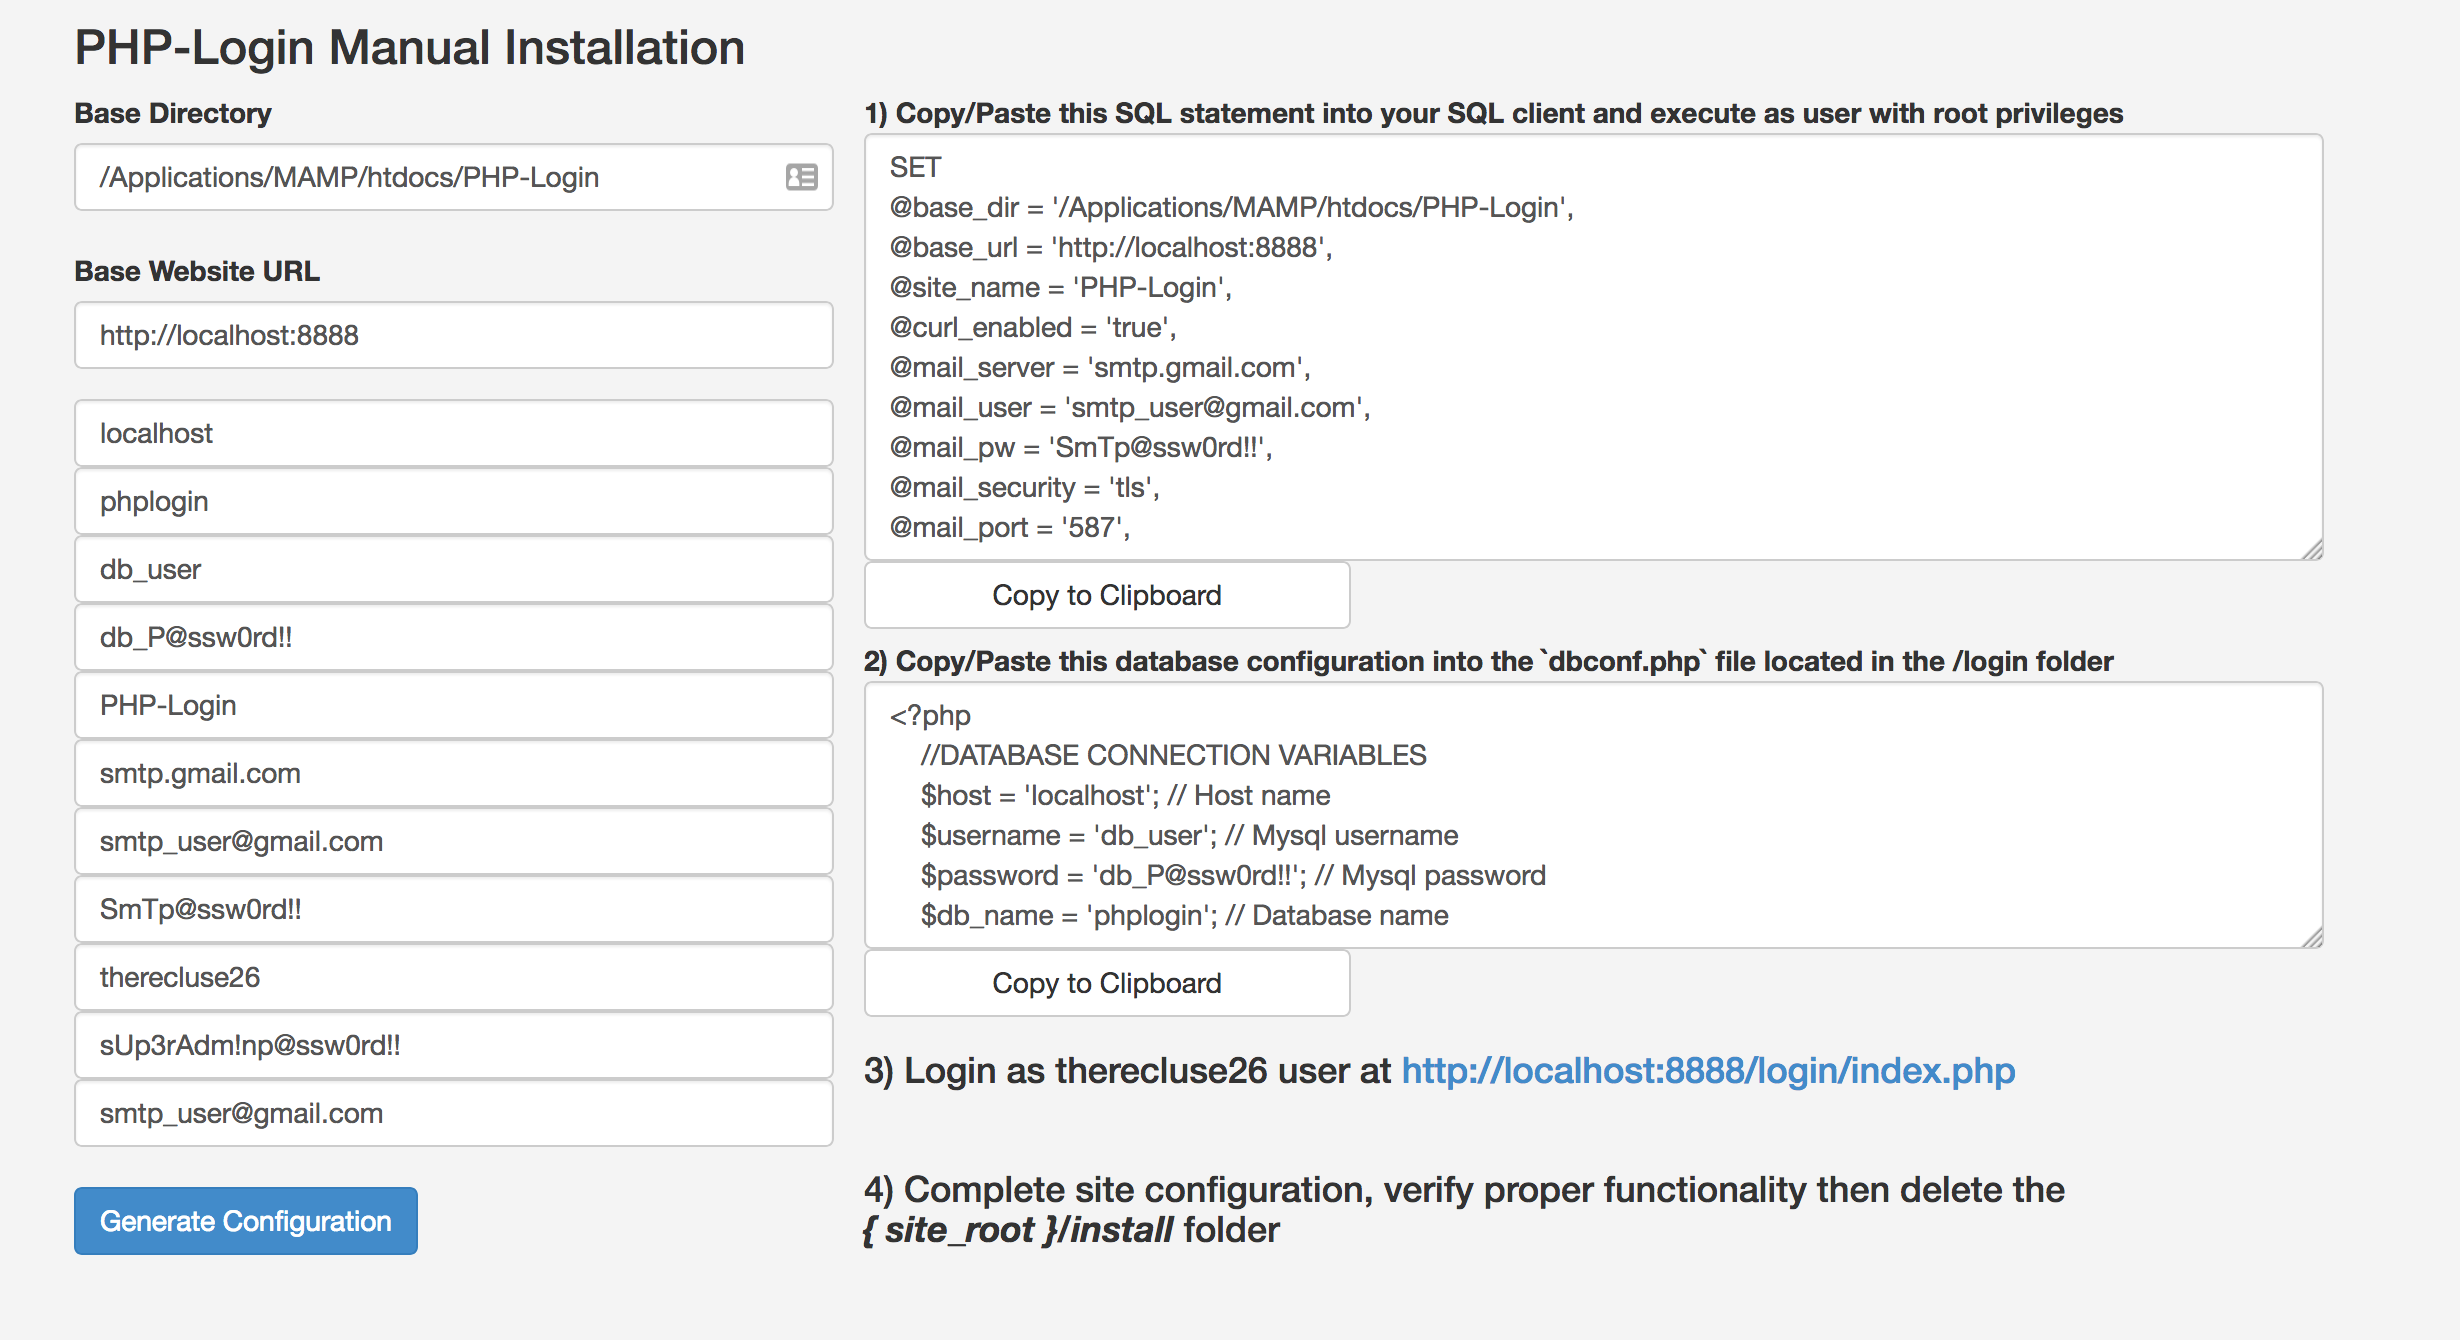 PHP-Login Manual Installation
Base Directory
/Applications/MAMP/htdocs/PHP-Login
Base Website URL
http://localhost:8888
localhost
phplogin
db_user
db_P@ssw0rd!!
PHP-Login
smtp.gmail.com
smtp_user@gmail.com
SmTp@ssw0rd!!
therecluse26
sUp3rAdm!np@ssw0rd!!
smtp_user@gmail.com
Generate Configuration
1) Copy/Paste this SQL statement into your SQL client and execute as user with root privileges
SET
@base_dir = '/Applications/MAMP/htdocs/PHP-Login',
@base_url = 'http://localhost:8888',
@site_name = 'PHP-Login',
@curl_enabled = 'true',
@mail_server = 'smtp.gmail.com',
@mail_user = 'smtp_user@gmail.com',
@mail_pw = 'SmTp@ssw0rd!!',
@mail_security = 'tls',
@mail_port = '587',
Copy to Clipboard
2) Copy/Paste this database configuration into the `dbconf.php` file located in the /login folder
<?php
//DATABASE CONNECTION VARIABLES
$host = 'localhost'; // Host name
$username = 'db_user'; // Mysql username
$password = 'db_P@ssw0rd!!'; // Mysql password
$db_name = 'phplogin'; // Database name
Copy to Clipboard
3) Login as therecluse26 user at http://localhost:8888/login/index.php
4) Complete site configuration, verify proper functionality then delete the
{ site_root }/install folder